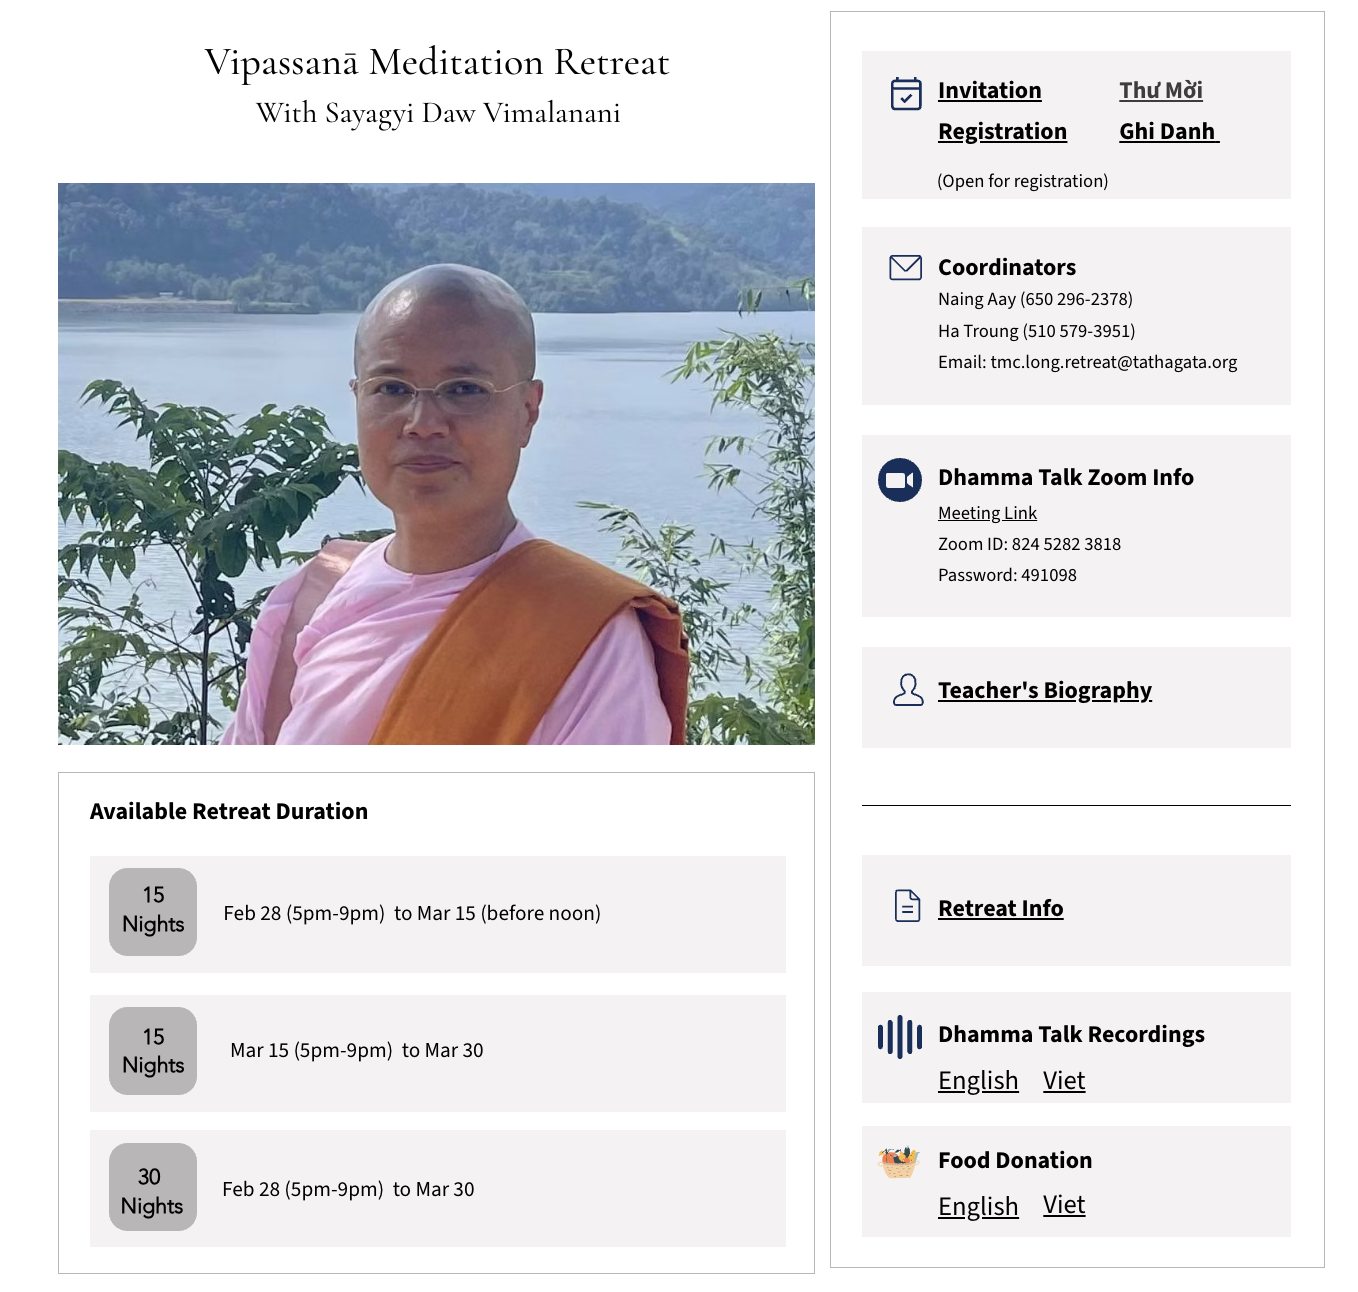 Vipassanā Meditation Retreat
With Sayagyi Daw Vimalanani
Available Retreat Duration
15
Nights
Feb 28 (5pm-9pm)  to Mar 15 (before noon)
15
Nights
Mar 15 (5pm-9pm)  to Mar 30
30
Nights
Feb 28 (5pm-9pm)  to Mar 30
Invitation Thư Mời
Registration Ghi Danh
(Open for registration)
Coordinators
Naing Aay (650 296-2378)
Ha Troung (510 579-3951)
Email: tmc.long.retreat@tathagata.org
Dhamma Talk Zoom Info
Meeting Link
Zoom ID: 824 5282 3818
Password: 491098
Teacher's Biography
Retreat Info
Dhamma Talk Recordings
English Viet
Food Donation
English Viet